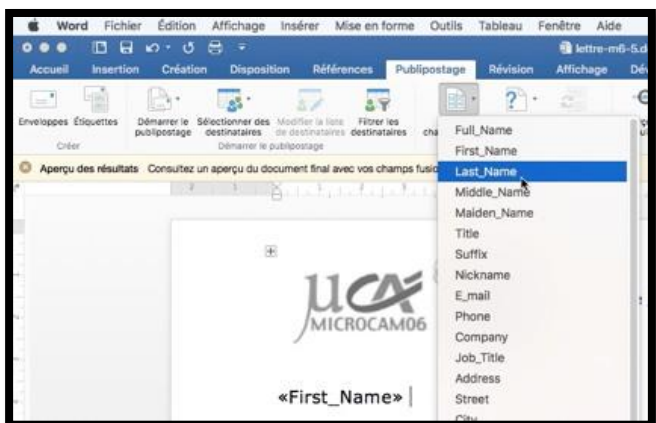 Word Fichier Édition Affichage Insérer Mise en forme Outils Tableau Fenêtre Aide
lettre-m6-5.d
Accueil Insertion Création Disposition Références Publipostage Révision Affichage Dév
Enveloppes Étiquettes Démarrer le publipostage Sélectionner des destinataires Modifier la liste de destinataires Filtrer les destinataires
Créer Démarrer le publipostage
Aperçu des résultats Consultez un aperçu du document final avec vos champs fusio
Full_Name
First_Name
Last_Name
Middle_Name
Maiden_Name
Title
Suffix
Nickname
E_mail
Phone
Company
Job_Title
Address
Street
City
µCA
MICROCAM06
«First_Name»